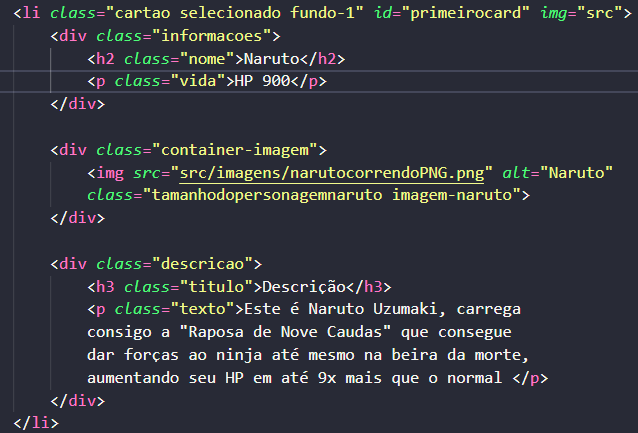 <li class="cartao selecionado fundo-1" id="primeirocard" img="src">
<div class="informacoes">
<h2 class="nome">Naruto</h2>
<p class="vida">HP 900</p>
</div>
<div class="container-imagem">
<img src="src/imagens/narutocorrendoPNG.png" alt="Naruto"
class="tamanhodopersonagemnaruto imagem-naruto">
</div>
<div class="descricao">
<h3 class="titulo">Descrição</h3>
<p class="texto">Este é Naruto Uzumaki, carrega
consigo a "Raposa de Nove Caudas" que consegue
dar forças ao ninja até mesmo na beira da morte,
aumentando seu HP em até 9x mais que o normal </p>
</div>
</li>